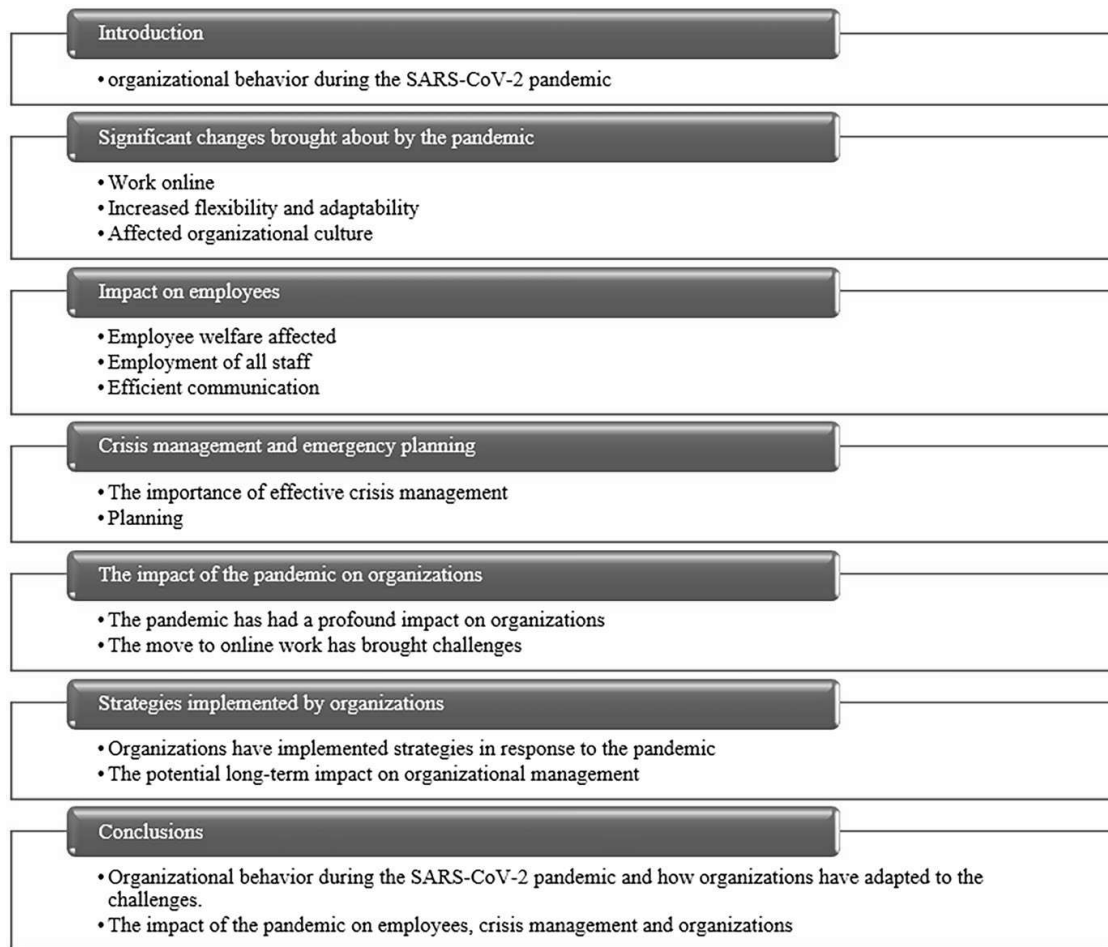 Introduction
• organizational behavior during the SARS-CoV-2 pandemic
Significant changes brought about by the pandemic
• Work online
• Increased flexibility and adaptability
• Affected organizational culture
Impact on employees
• Employee welfare affected
• Employment of all staff
• Efficient communication
Crisis management and emergency planning
• The importance of effective crisis management
• Planning
The impact of the pandemic on organizations
• The pandemic has had a profound impact on organizations
• The move to online work has brought challenges
Strategies implemented by organizations
• Organizations have implemented strategies in response to the pandemic
• The potential long-term impact on organizational management
Conclusions
• Organizational behavior during the SARS-CoV-2 pandemic and how organizations have adapted to the
challenges.
• The impact of the pandemic on employees, crisis management and organizations